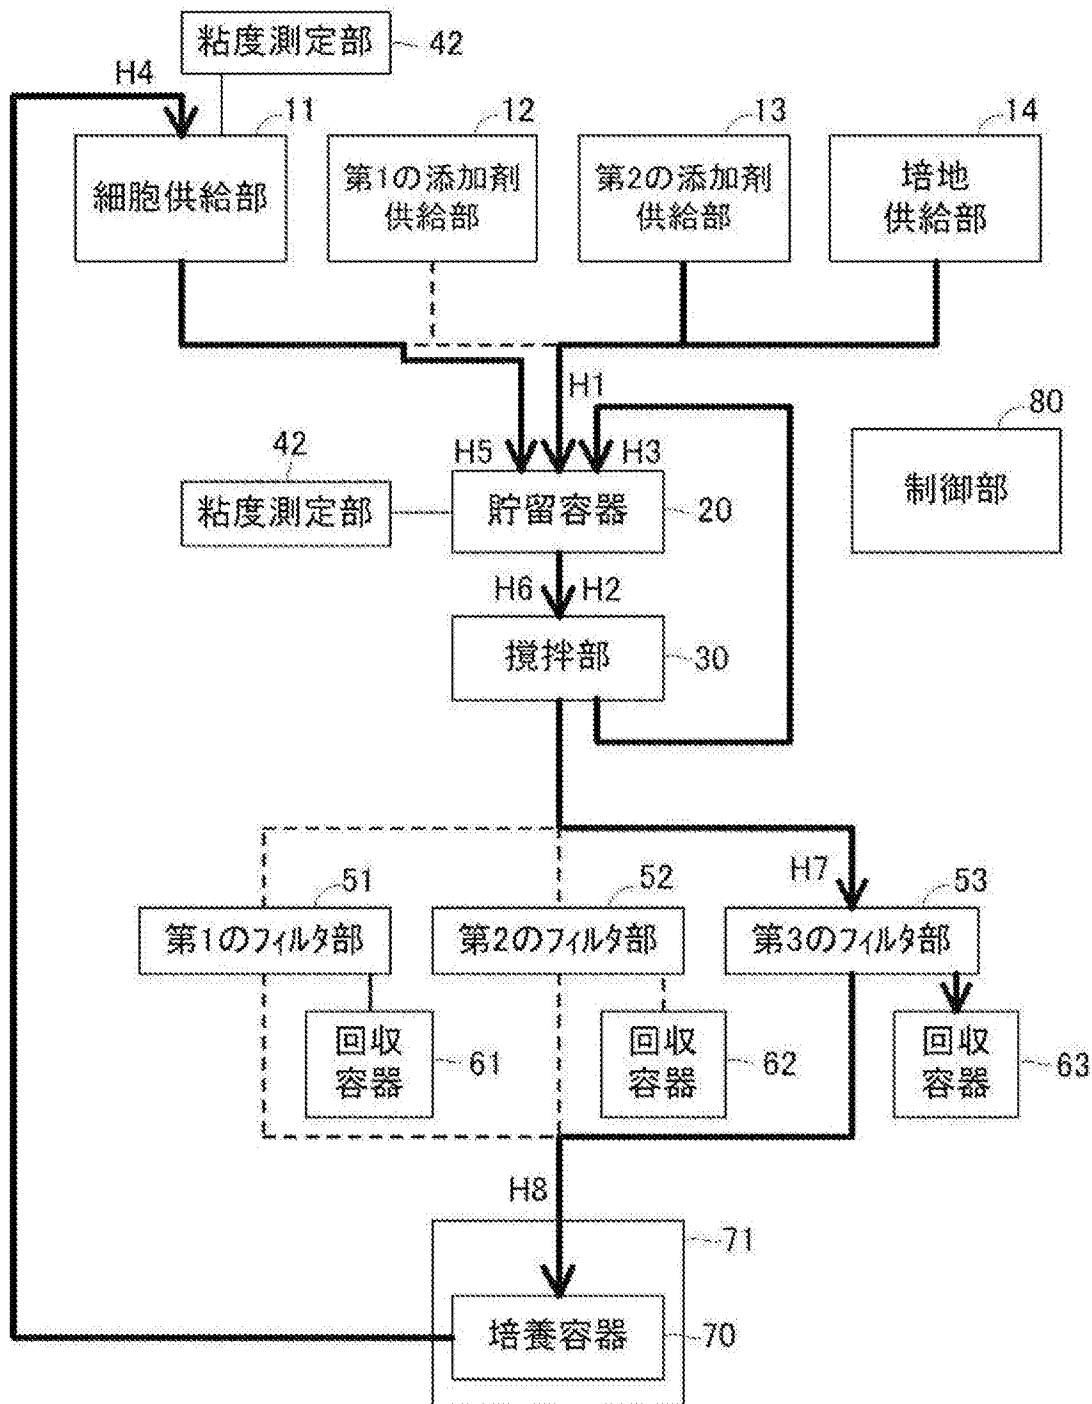 粘度測定部
42
H4
11
12
13
14
細胞供給部
第1の添加剤
供給部
第2の添加剤
供給部
培地
供給部
H1
80
42
H5
H3
粘度測定部
貯留容器
20
制御部
H6
H2
撹拌部
30
H7
51
52
53
第1のフィルタ部
第2のフィルタ部
第3のフィルタ部
回収
容器
61
回収
容器
62
回収
容器
63
H8
71
培養容器
70